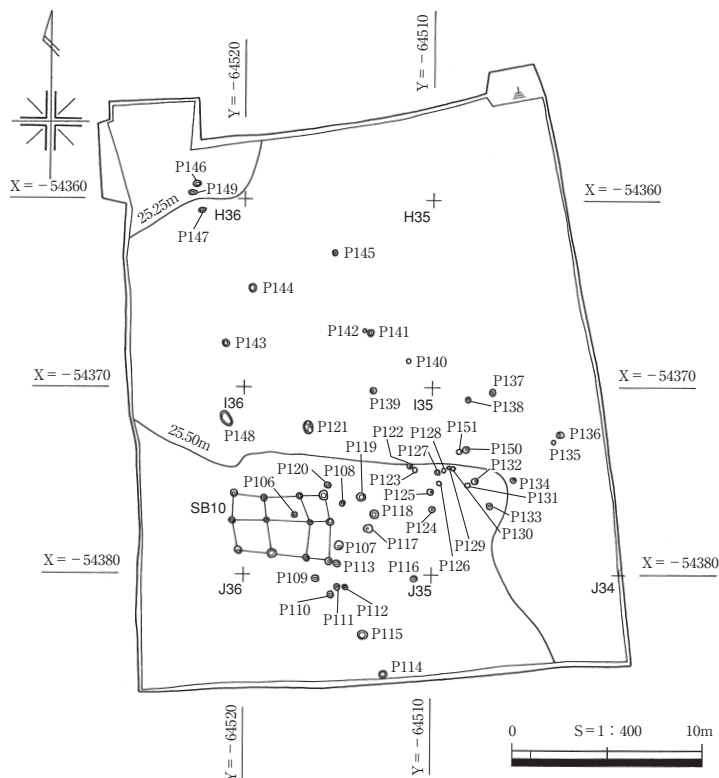 Y=−64520
Y=−64510
P146
X=−54360
P149
X=−54360
25.25m
H36
H35
P147
P145
P144
P142
P141
P143
P140
X=−54370
X=−54370
P137
I36
P139
I35
P138
P148
P121
P151
25.50m
P119
P122
P128
P150
P136
P127
P135
P120
P108
P123
P132
P134
P106
P125
P131
SB10
P118
P124
P133
P117
P129
P130
P107
P126
X=−54380
P113
P116
X=−54380
P109
J36
J35
J34
P110
P112
P111
P115
P114
Y=−64520
Y=−64510
0 S=1：400 10m